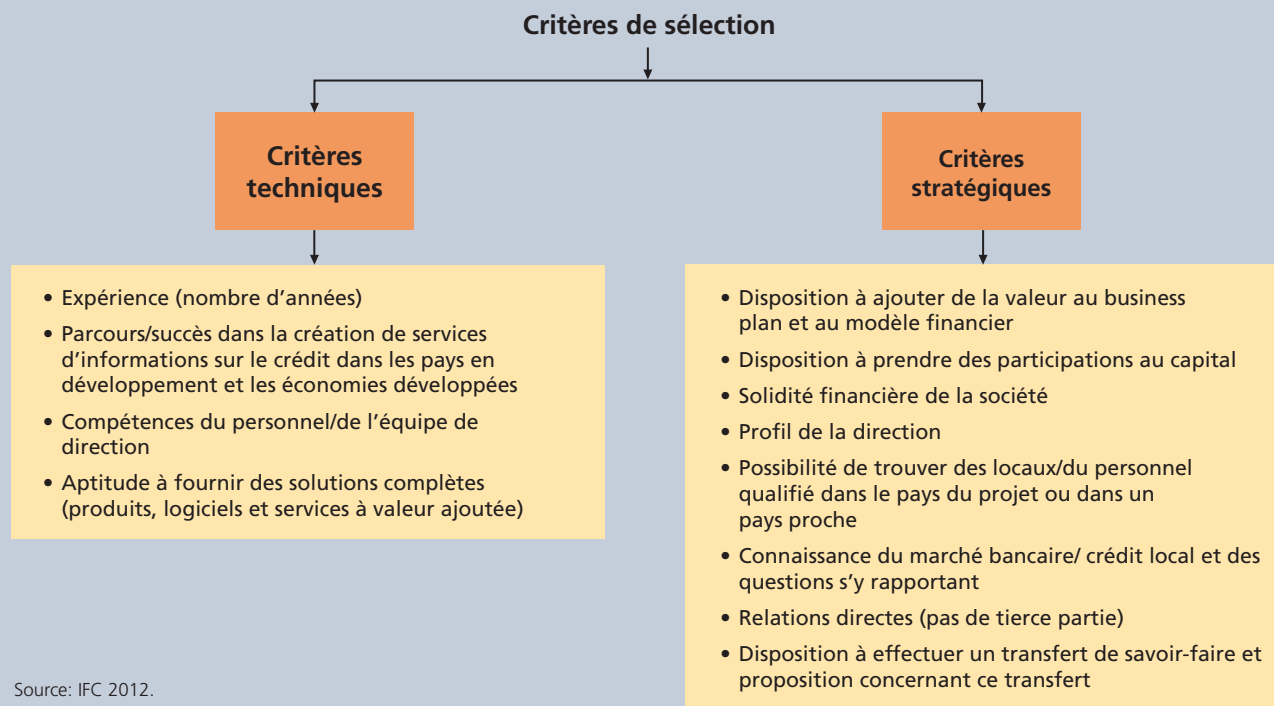 Critères de sélection
Critères
techniques
Critères
stratégiques
• Expérience (nombre d'années)
• Parcours/succès dans la création de services
d'informations sur le crédit dans les pays en
développement et les économies développées
• Compétences du personnel/de l'équipe de
direction
• Aptitude à fournir des solutions complètes
(produits, logiciels et services à valeur ajoutée)
• Disposition à ajouter de la valeur au business
plan et au modèle financier
• Disposition à prendre des participations au capital
• Solidité financière de la société
• Profil de la direction
• Possibilité de trouver des locaux/du personnel
qualifié dans le pays du projet ou dans un
pays proche
• Connaissance du marché bancaire/ crédit local et des
questions s'y rapportant
• Relations directes (pas de tierce partie)
• Disposition à effectuer un transfert de savoir-faire et
proposition concernant ce transfert
Source: IFC 2012.